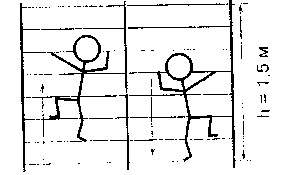 h = 1,5 м